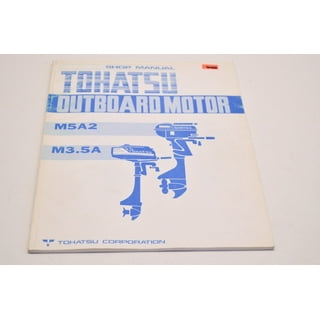 SHOP MANUAL
TOHATSU
OUTBOARD MOTOR
M5A2
M3.5A
TOHATSU CORPORATION